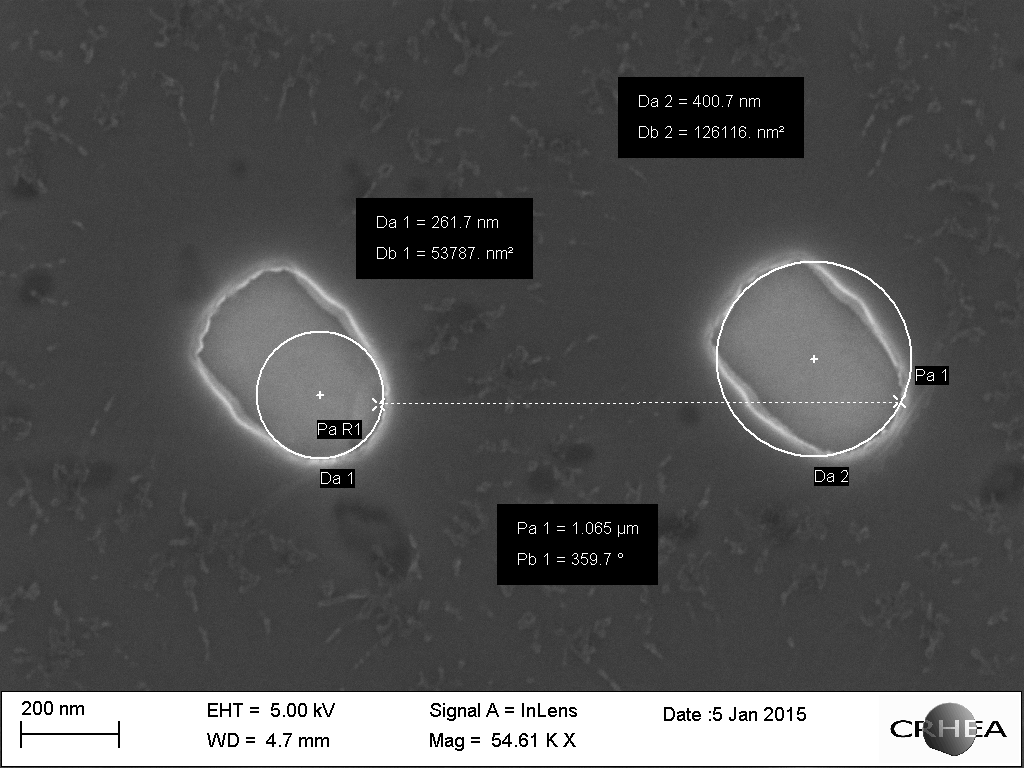 Da 2 = 400.7 nm
Db 2 = 126116. nm²
Da 1 = 261.7 nm
Db 1 = 53787. nm²
Pa 1
Pa R1
Da 1
Da 2
Pa 1 = 1.065 µm
Pb 1 = 359.7 °
200 nm
EHT = 5.00 kV
WD = 4.7 mm
Signal A = InLens
Mag = 54.61 K X
Date :5 Jan 2015
CRHEA